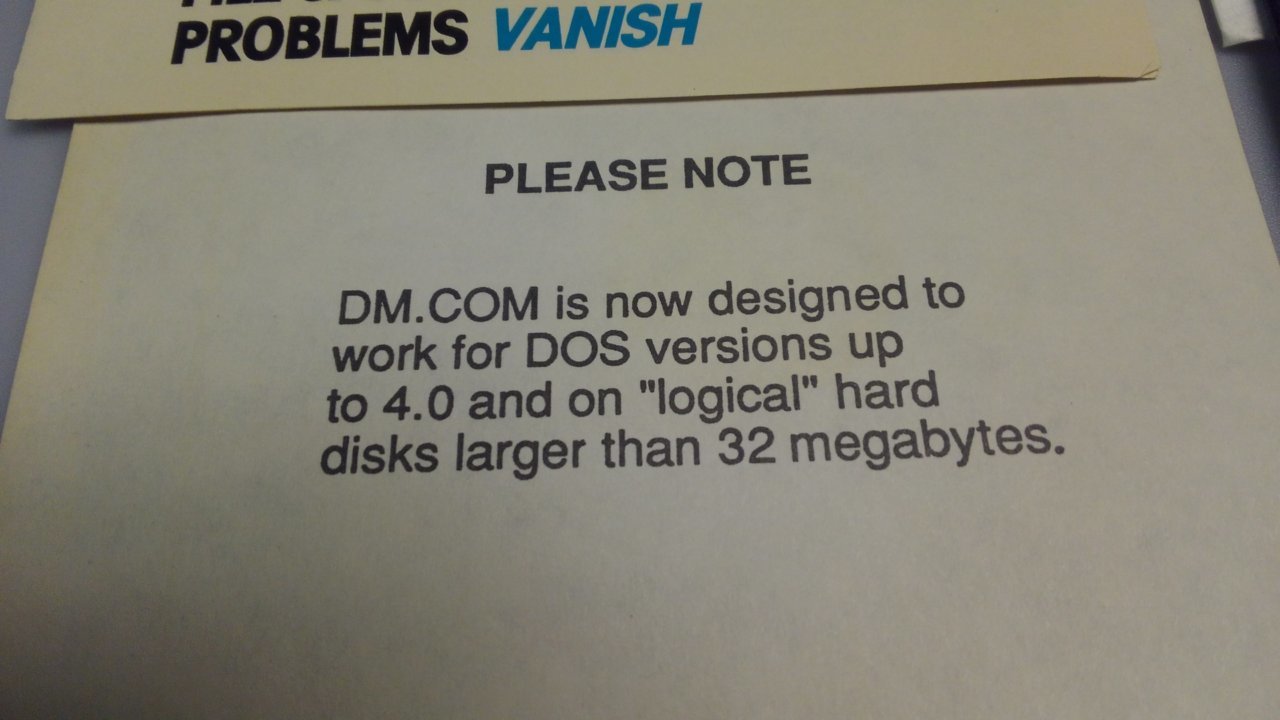 PROBLEMS VANISH
PLEASE NOTE
DM.COM is now designed to
work for DOS versions up
to 4.0 and on "logical" hard
disks larger than 32 megabytes.